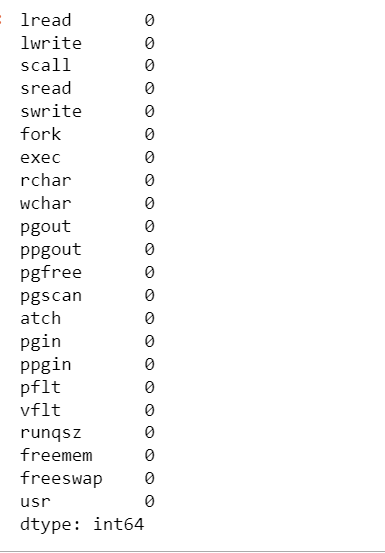 lread 0
lwrite 0
scall 0
sread 0
swrite 0
fork 0
exec 0
rchar 0
wchar 0
pgout 0
ppgout 0
pgfree 0
pgscan 0
atch 0
pgin 0
ppgin 0
pflt 0
vflt 0
runqsz 0
freemem 0
freeswap 0
usr 0
dtype: int64